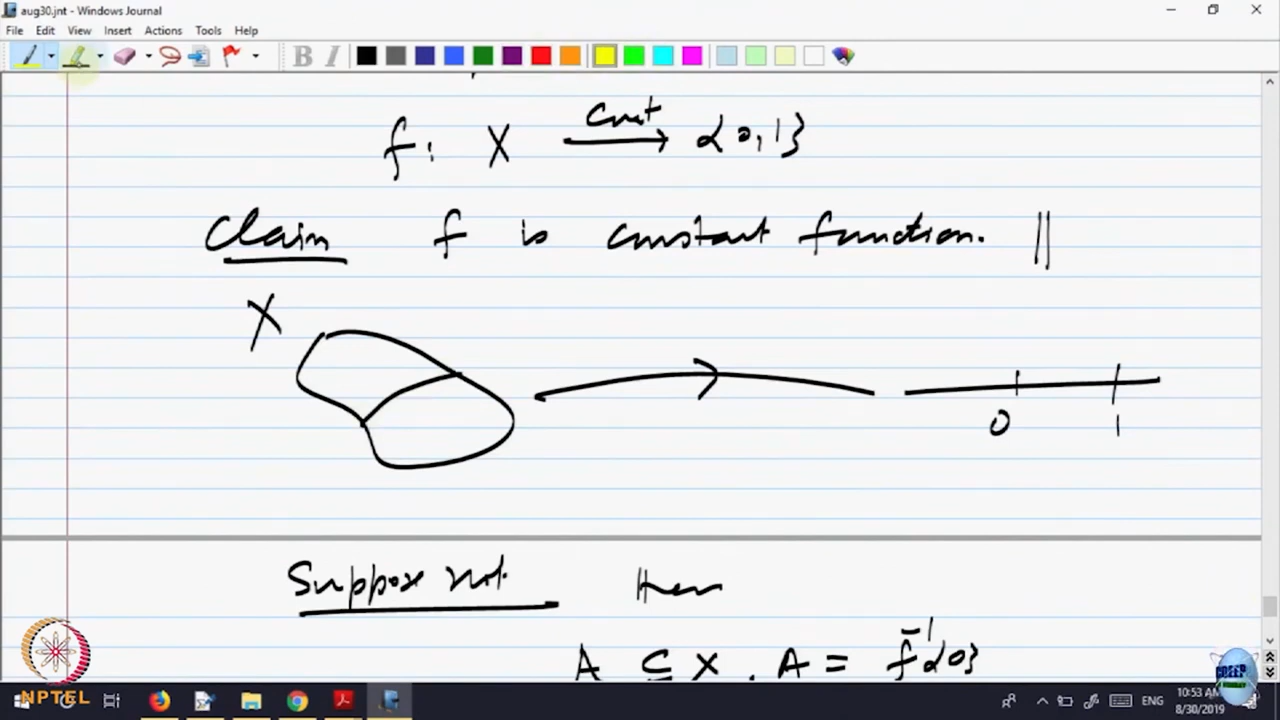 aug30.jnt - Windows Journal
File Edit View Insert Actions Tools Help
B I
f: X cnt → {0,1}
Claim f is constant function. ||
X
0 1
Suppose not. then
A ⊆ X, A = f⁻¹{0}
NPTEL
ENG
10:53 AM
8/30/2019